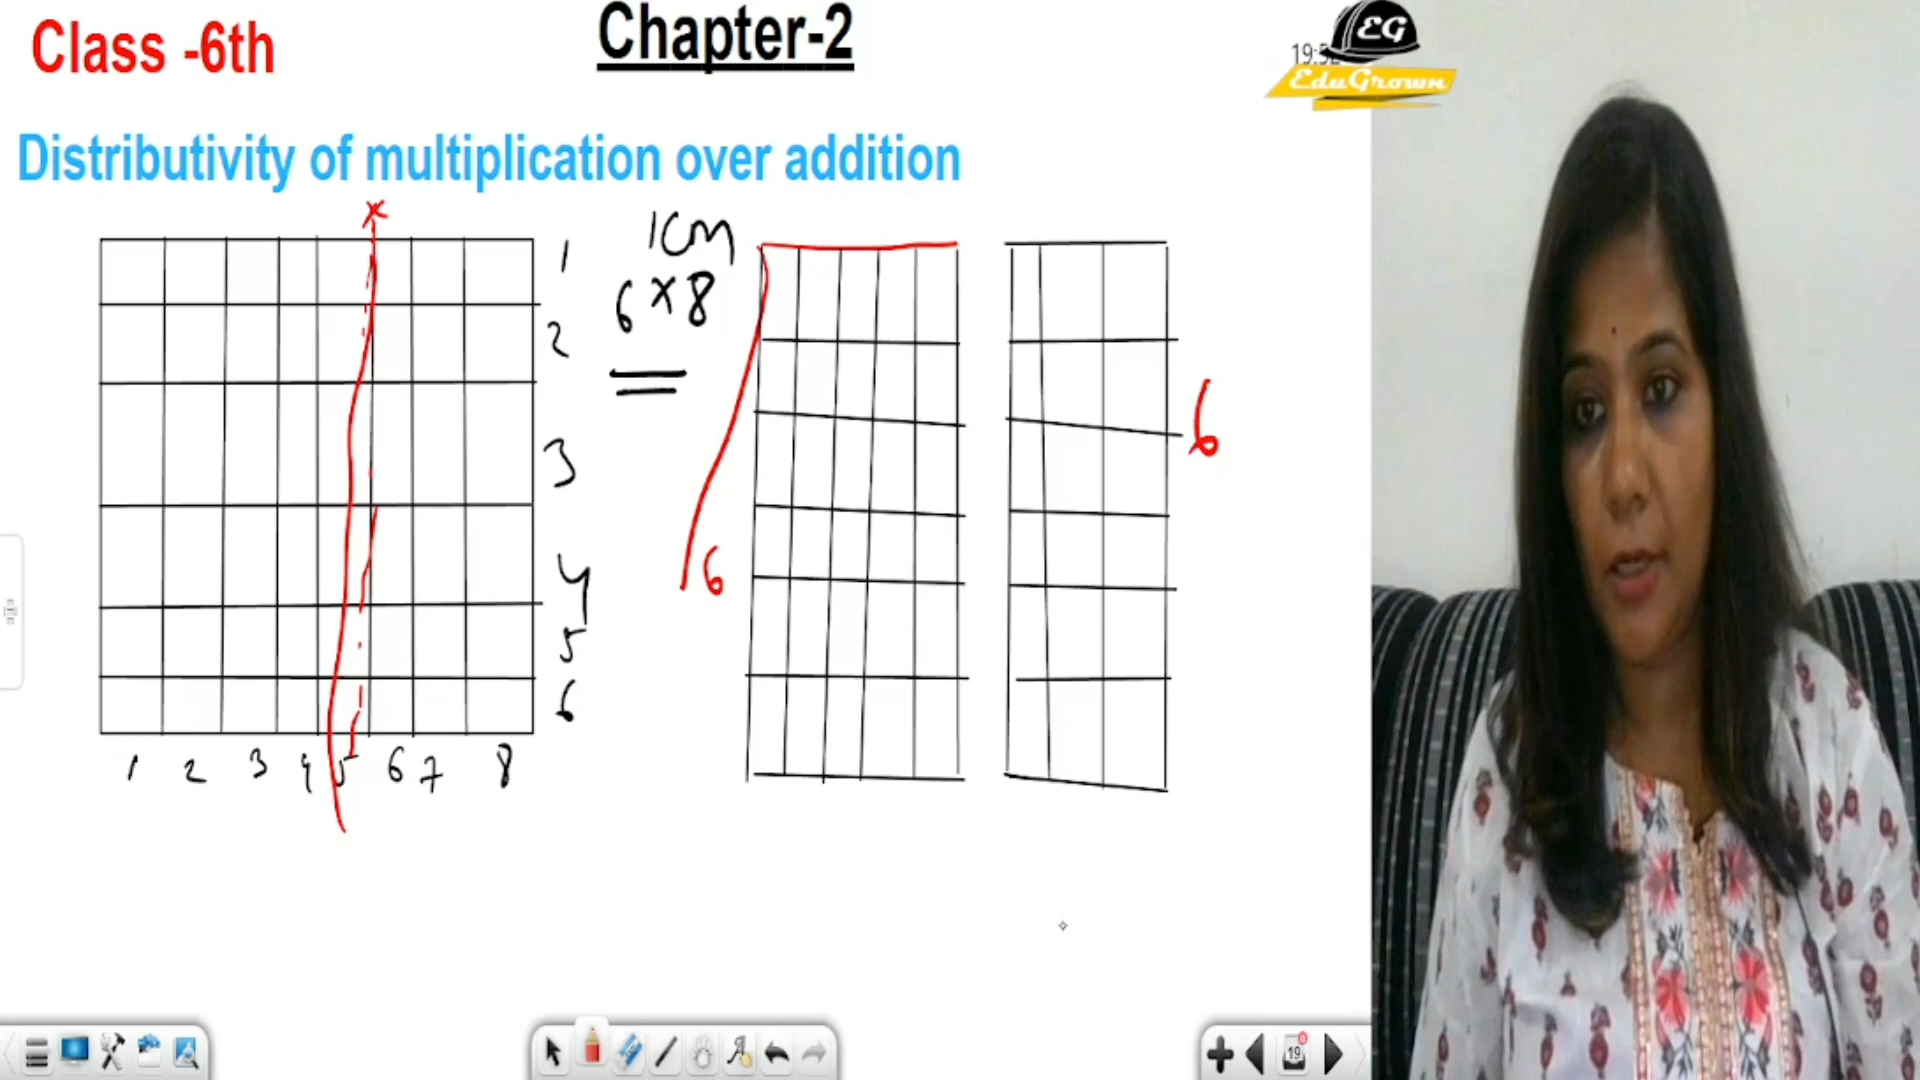 Class -6th
Chapter-2
EG
EduGrown
Distributivity of multiplication over addition
1cm
6 x 8
1
2
3
4
5
6
6
6
1 2 3 4 5 6 7 8
19